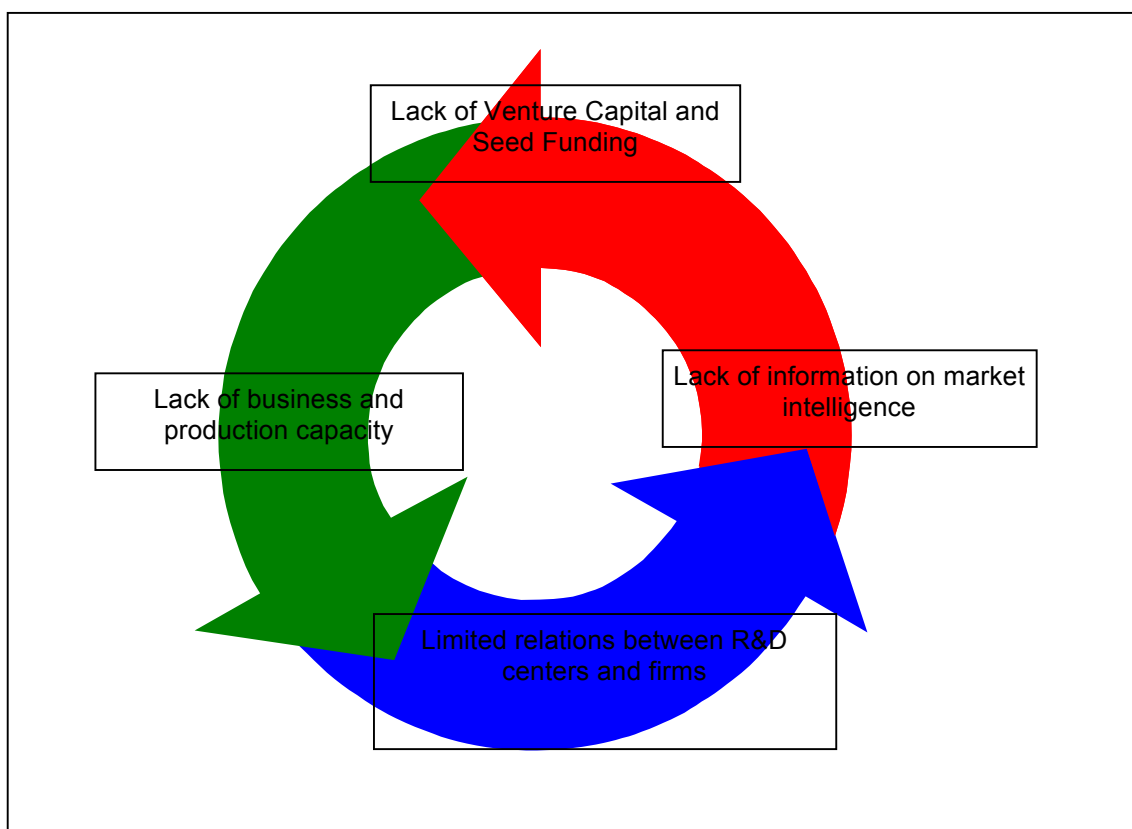 Lack of Venture Capital and
Seed Funding
Lack of information on market
intelligence
Lack of business and
production capacity
Limited relations between R&D
centers and firms